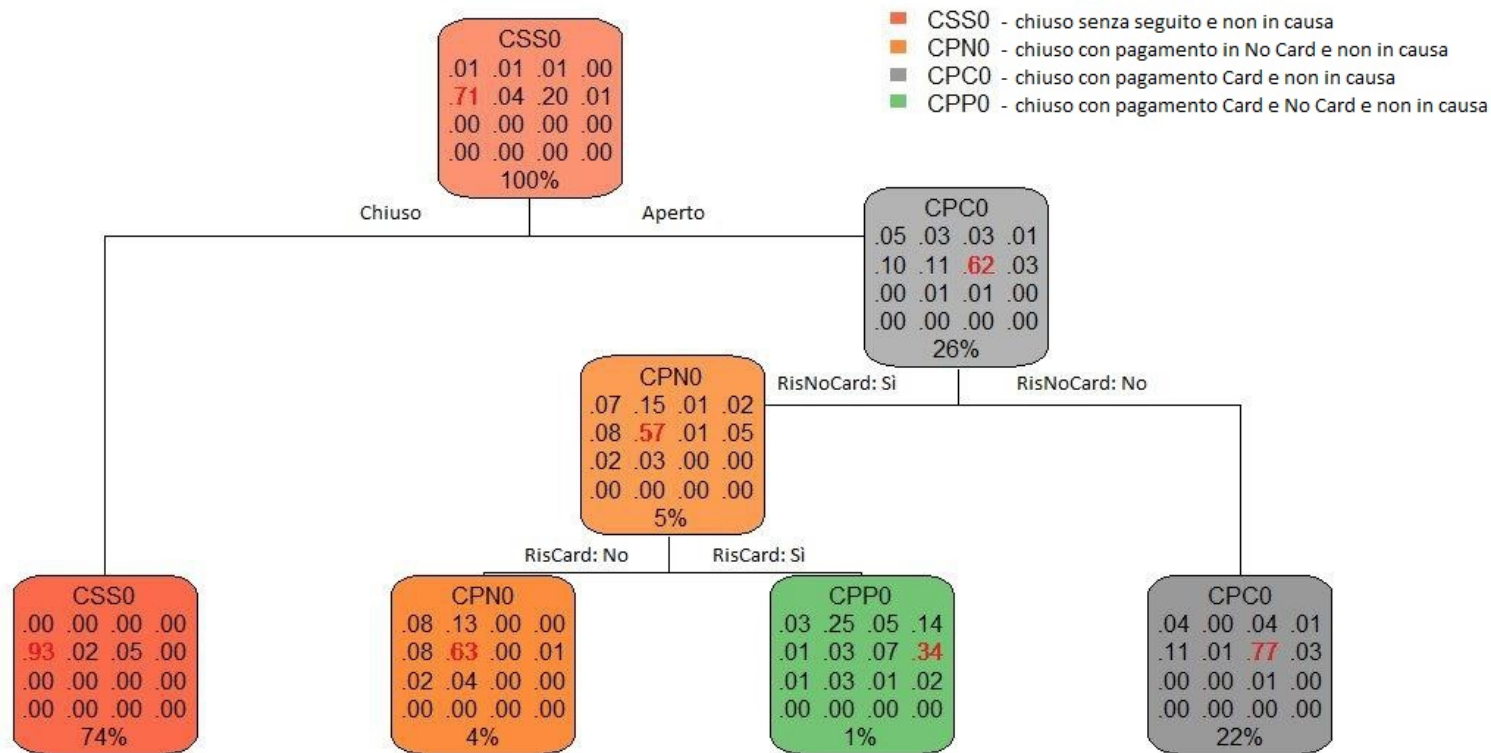 CSS0 - chiuso senza seguito e non in causa
CPN0 - chiuso con pagamento in No Card e non in causa
CPC0 - chiuso con pagamento Card e non in causa
CPP0 - chiuso con pagamento Card e No Card e non in causa
CSS0
.01 .01 .01 .00
.71 .04 .20 .01
.00 .00 .00 .00
.00 .00 .00 .00
100%
Chiuso
Aperto
CPC0
.05 .03 .03 .01
.10 .11 .62 .03
.00 .01 .01 .00
.00 .00 .00 .00
26%
RisNoCard: Sì
RisNoCard: No
CPN0
.07 .15 .01 .02
.08 .57 .01 .05
.02 .03 .00 .00
.00 .00 .00 .00
5%
RisCard: No
RisCard: Sì
CSS0
.00 .00 .00 .00
.93 .02 .05 .00
.00 .00 .00 .00
.00 .00 .00 .00
74%
CPN0
.08 .13 .00 .00
.08 .63 .00 .01
.02 .04 .00 .00
.00 .00 .00 .00
4%
CPP0
.03 .25 .05 .14
.01 .03 .07 .34
.01 .03 .01 .02
.00 .00 .00 .00
1%
CPC0
.04 .00 .04 .01
.11 .01 .77 .03
.00 .00 .01 .00
.00 .00 .00 .00
22%